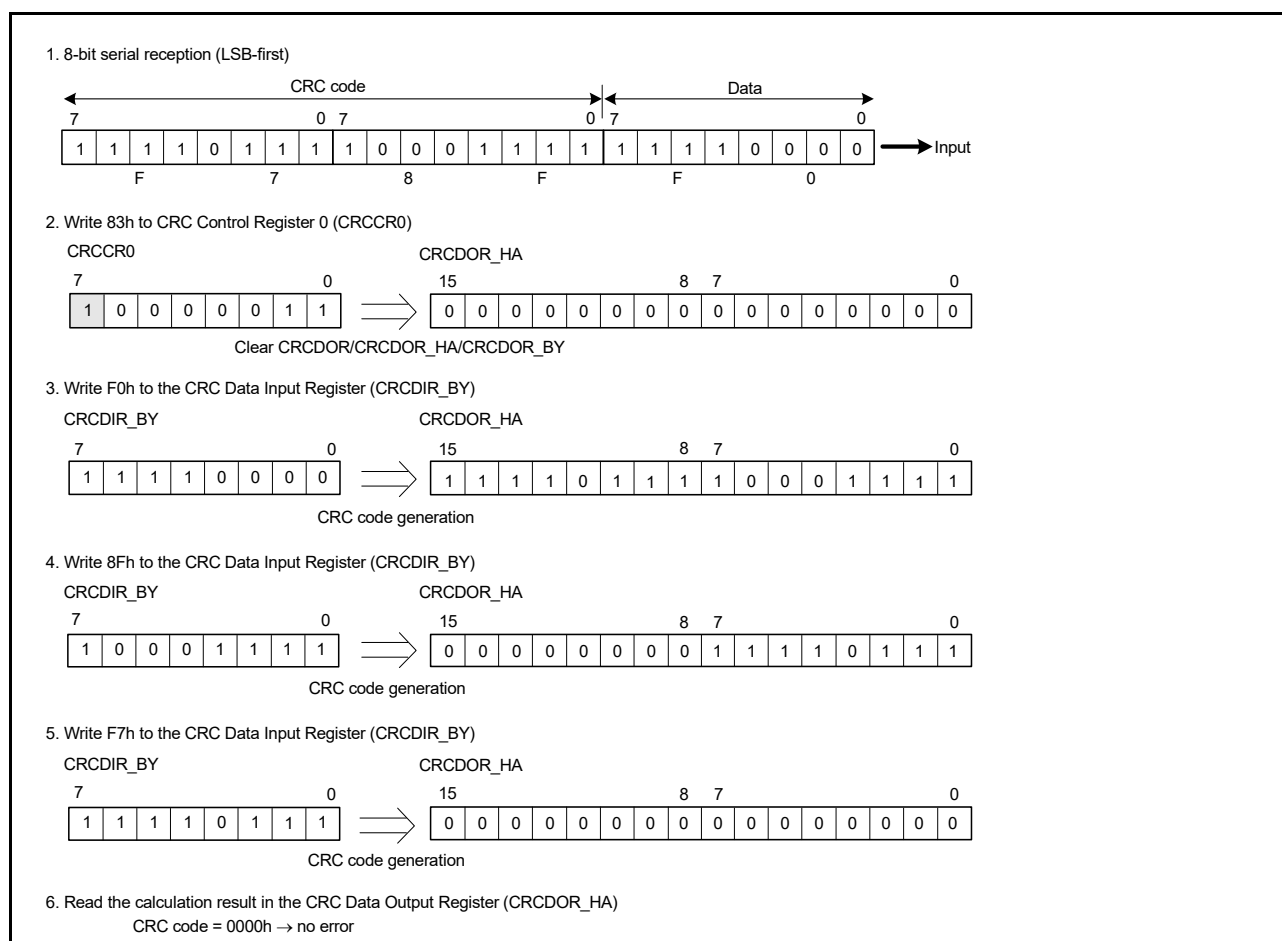 1. 8-bit serial reception (LSB-first)
CRC code Data
7 0 7 0 7 0
1 1 1 1 0 1 1 1 1 0 0 0 1 1 1 1 1 1 1 1 0 0 0 0 Input
F 7 8 F F 0
2. Write 83h to CRC Control Register 0 (CRCCR0)
CRCCR0 CRCDOR_HA
7 0 15 8 7 0
1 0 0 0 0 0 1 1 0 0 0 0 0 0 0 0 0 0 0 0 0 0 0 0
Clear CRCDOR/CRCDOR_HA/CRCDOR_BY
3. Write F0h to the CRC Data Input Register (CRCDIR_BY)
CRCDIR_BY CRCDOR_HA
7 0 15 8 7 0
1 1 1 1 0 0 0 0 1 1 1 1 0 1 1 1 1 0 0 0 1 1 1 1
CRC code generation
4. Write 8Fh to the CRC Data Input Register (CRCDIR_BY)
CRCDIR_BY CRCDOR_HA
7 0 15 8 7 0
1 0 0 0 1 1 1 1 0 0 0 0 0 0 0 0 1 1 1 1 0 1 1 1
CRC code generation
5. Write F7h to the CRC Data Input Register (CRCDIR_BY)
CRCDIR_BY CRCDOR_HA
7 0 15 8 7 0
1 1 1 1 0 1 1 1 0 0 0 0 0 0 0 0 0 0 0 0 0 0 0 0
CRC code generation
6. Read the calculation result in the CRC Data Output Register (CRCDOR_HA)
CRC code = 0000h → no error